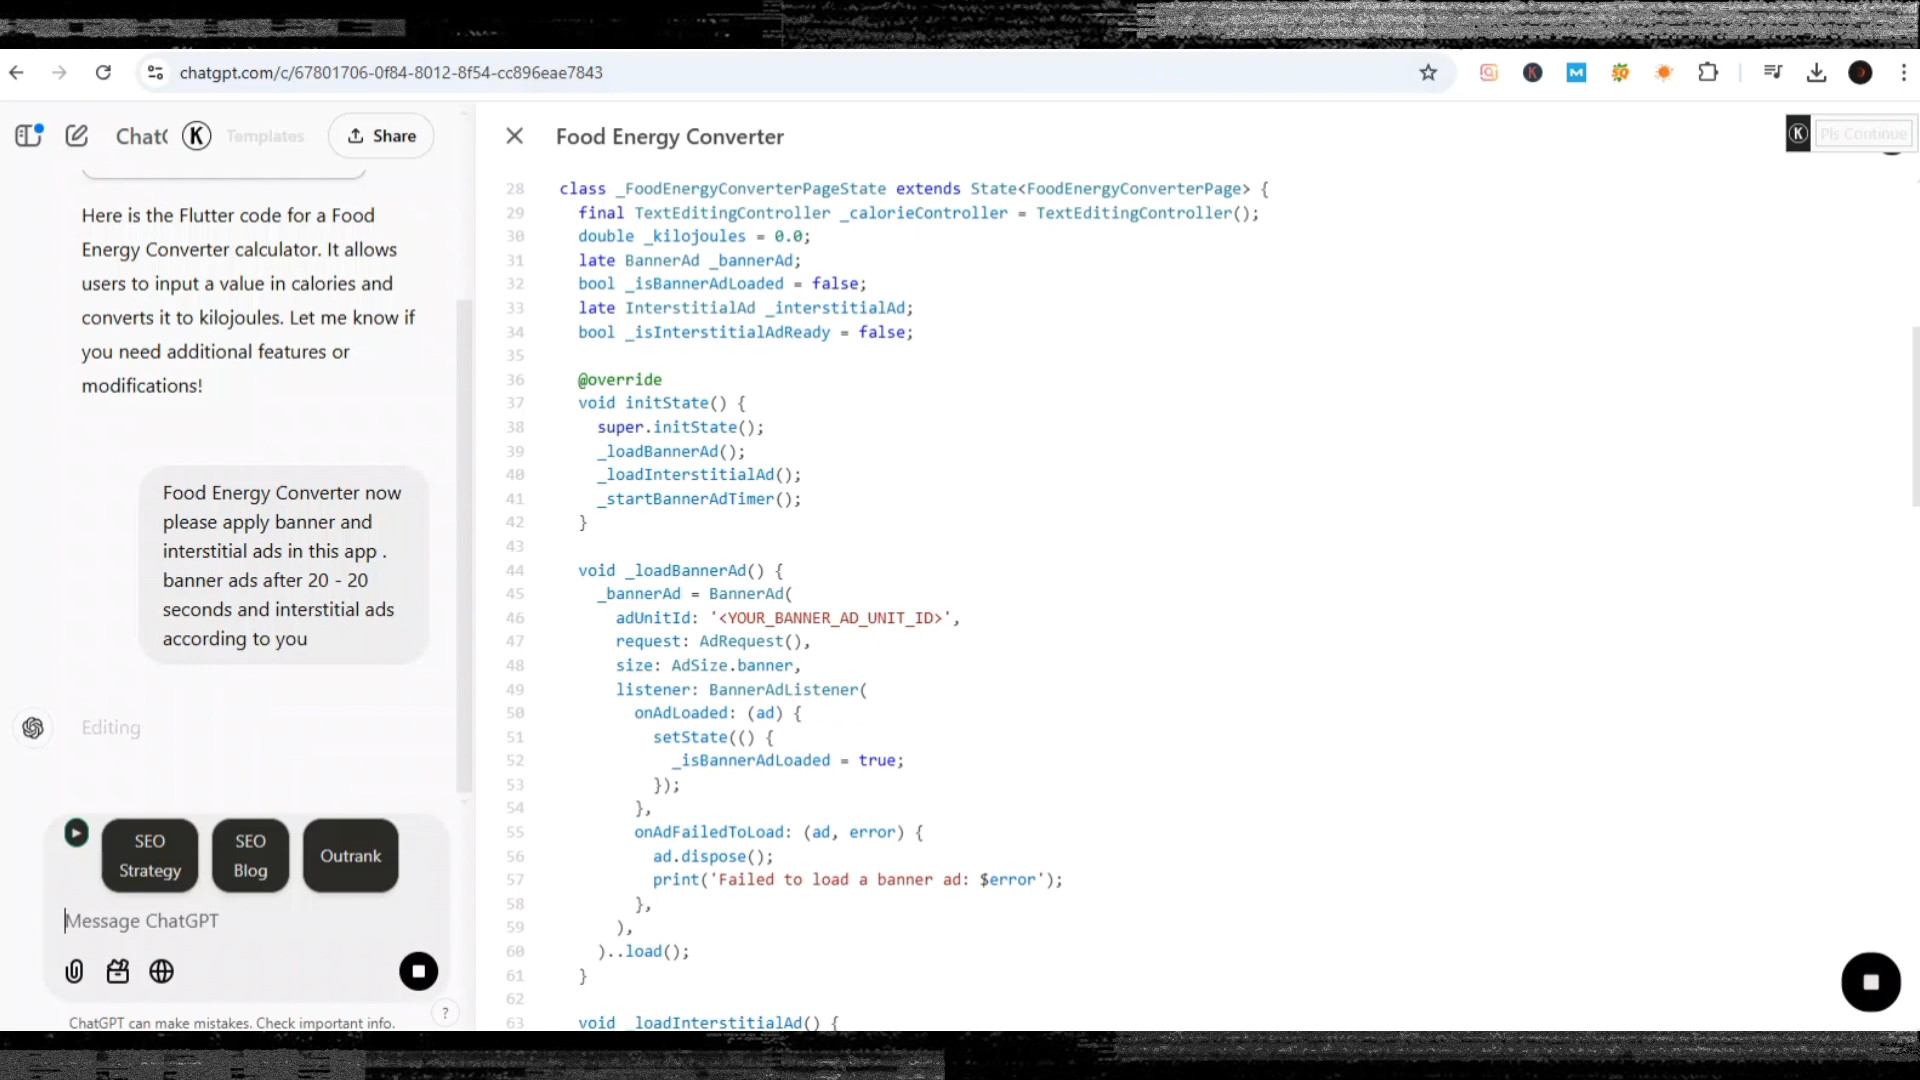 chatgpt.com/c/67801706-0f84-8012-8f54-cc896eae7843
ChatG
K
Templates
Share
Food Energy Converter
K
Pls Continue
Here is the Flutter code for a Food
Energy Converter calculator. It allows
users to input a value in calories and
converts it to kilojoules. Let me know if
you need additional features or
modifications!
Food Energy Converter now
please apply banner and
interstitial ads in this app .
banner ads after 20 - 20
seconds and interstitial ads
according to you
Editing
SEO
Strategy
SEO
Blog
Outrank
Message ChatGPT
ChatGPT can make mistakes. Check important info.
?
28 class _FoodEnergyConverterPageState extends State<FoodEnergyConverterPage> {
29 final TextEditingController _calorieController = TextEditingController();
30 double _kilojoules = 0.0;
31 late BannerAd _bannerAd;
32 bool _isBannerAdLoaded = false;
33 late InterstitialAd _interstitialAd;
34 bool _isInterstitialAdReady = false;
35
36 @override
37 void initState() {
38 super.initState();
39 _loadBannerAd();
40 _loadInterstitialAd();
41 _startBannerAdTimer();
42 }
43
44 void _loadBannerAd() {
45 _bannerAd = BannerAd(
46 adUnitId: '<YOUR_BANNER_AD_UNIT_ID>',
47 request: AdRequest(),
48 size: AdSize.banner,
49 listener: BannerAdListener(
50 onAdLoaded: (ad) {
51 setState(() {
52 _isBannerAdLoaded = true;
53 });
54 },
55 onAdFailedToLoad: (ad, error) {
56 ad.dispose();
57 print('Failed to load a banner ad: $error');
58 },
59 ),
60 )..load();
61 }
62
63 void _loadInterstitialAd() {